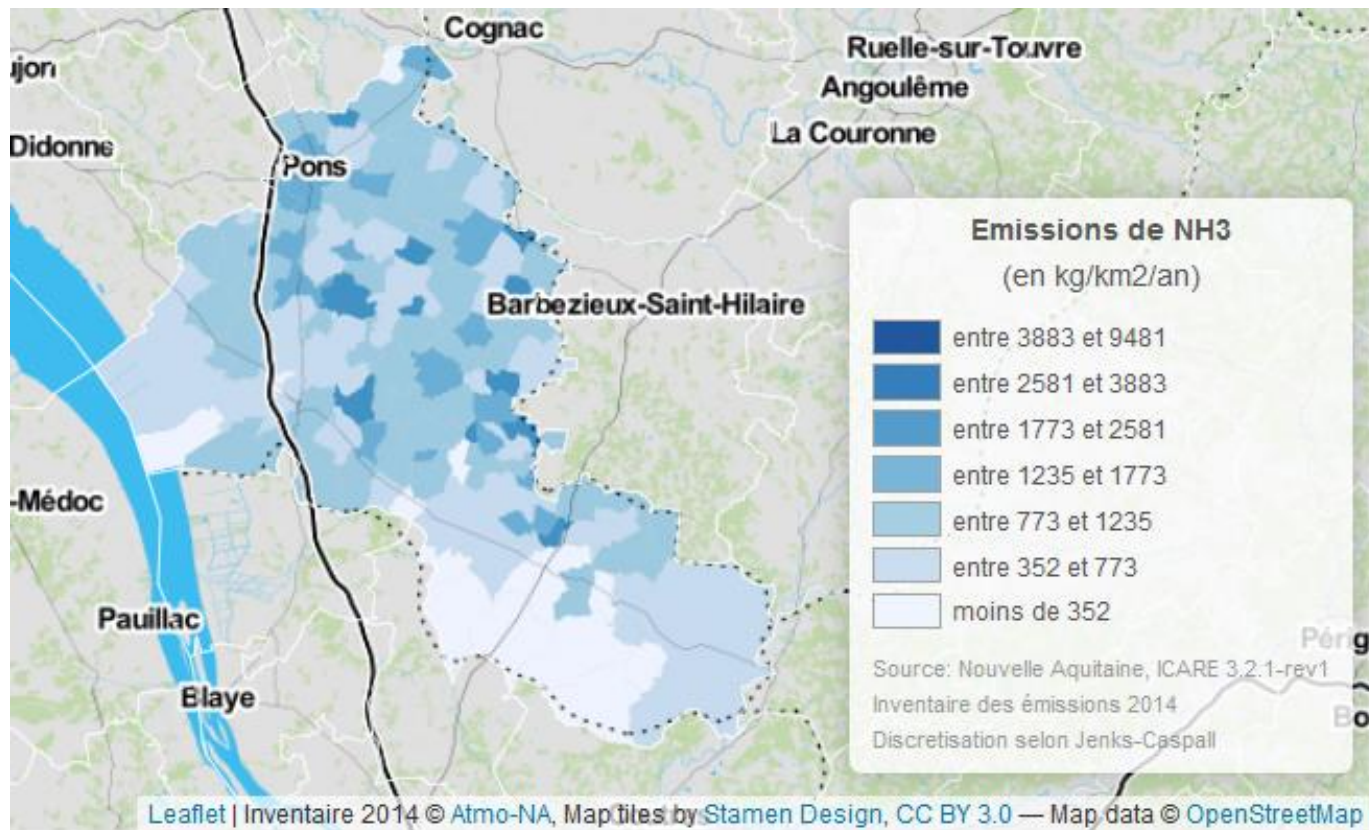 Cognac
Ruelle-sur-Touvre
ujon
Angoulême
La Couronne
Didonne
Pons
Emissions de NH3
(en kg/km2/an)
Barbezieux-Saint-Hilaire
entre 3883 et 9481
entre 2581 et 3883
entre 1773 et 2581
entre 1235 et 1773
-Médoc
entre 773 et 1235
entre 352 et 773
moins de 352
Pauillac
Périg
Source: Nouvelle Aquitaine, ICARE 3.2.1-rev1
Blaye
Inventaire des émissions 2014
Bo
Discretisation selon Jenks-Caspall
Leaflet | Inventaire 2014 © Atmo-NA, Map tiles by Stamen Design, CC BY 3.0 — Map data © OpenStreetMap